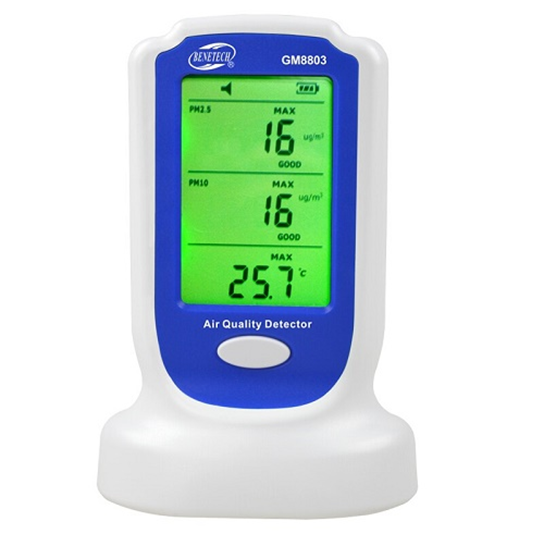 BENETECH®
GM8803
PM2.5 MAX
16 ug/m³
GOOD
PM10 MAX
16 ug/m³
GOOD
MAX
25.7 °C
Air Quality Detector